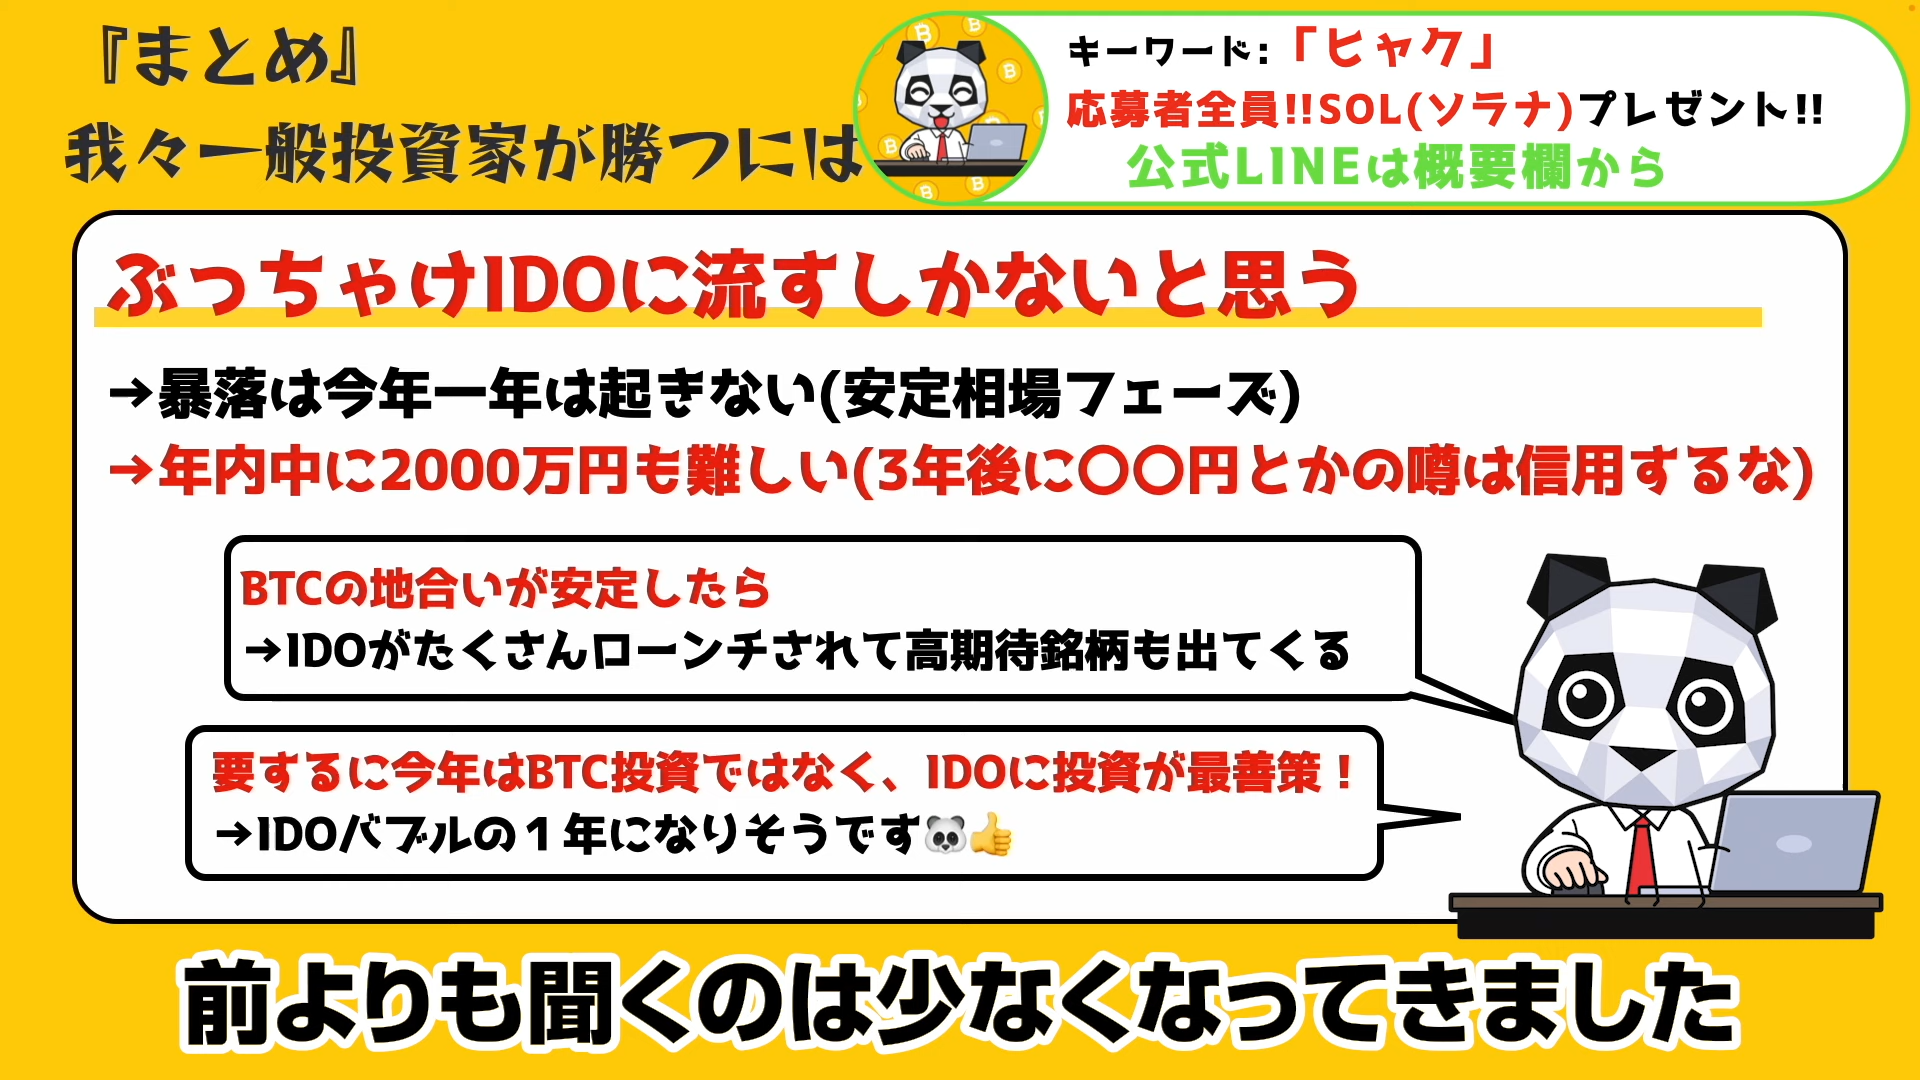 『まとめ』
我々一般投資家が勝つには
キーワード:「ヒャク」
応募者全員!!SOL(ソラナ)プレゼント!!
公式LINEは概要欄から
ぶっちゃけIDOに流すしかないと思う
→暴落は今年一年は起きない(安定相場フェーズ)
→年内中に2000万円も難しい(3年後に〇〇円とかの噂は信用するな)
BTCの地合いが安定したら
→IDOがたくさんローンチされて高期待銘柄も出てくる
要するに今年はBTC投資ではなく、IDOに投資が最善策！
→IDOバブルの１年になりそうです🐼👍
前よりも聞くのは少なくなってきました